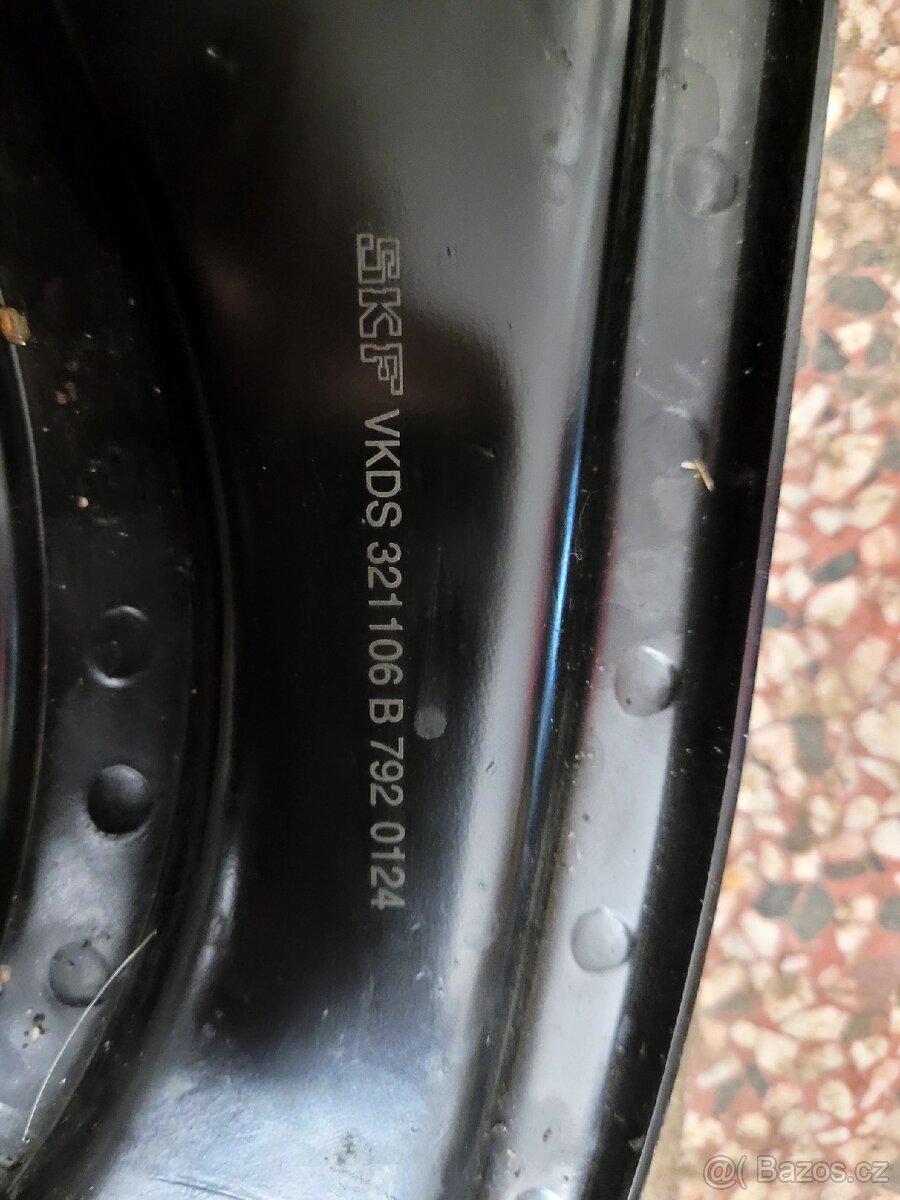 SKF VKDS 321106 B 792 0124
@( Bazos.cz